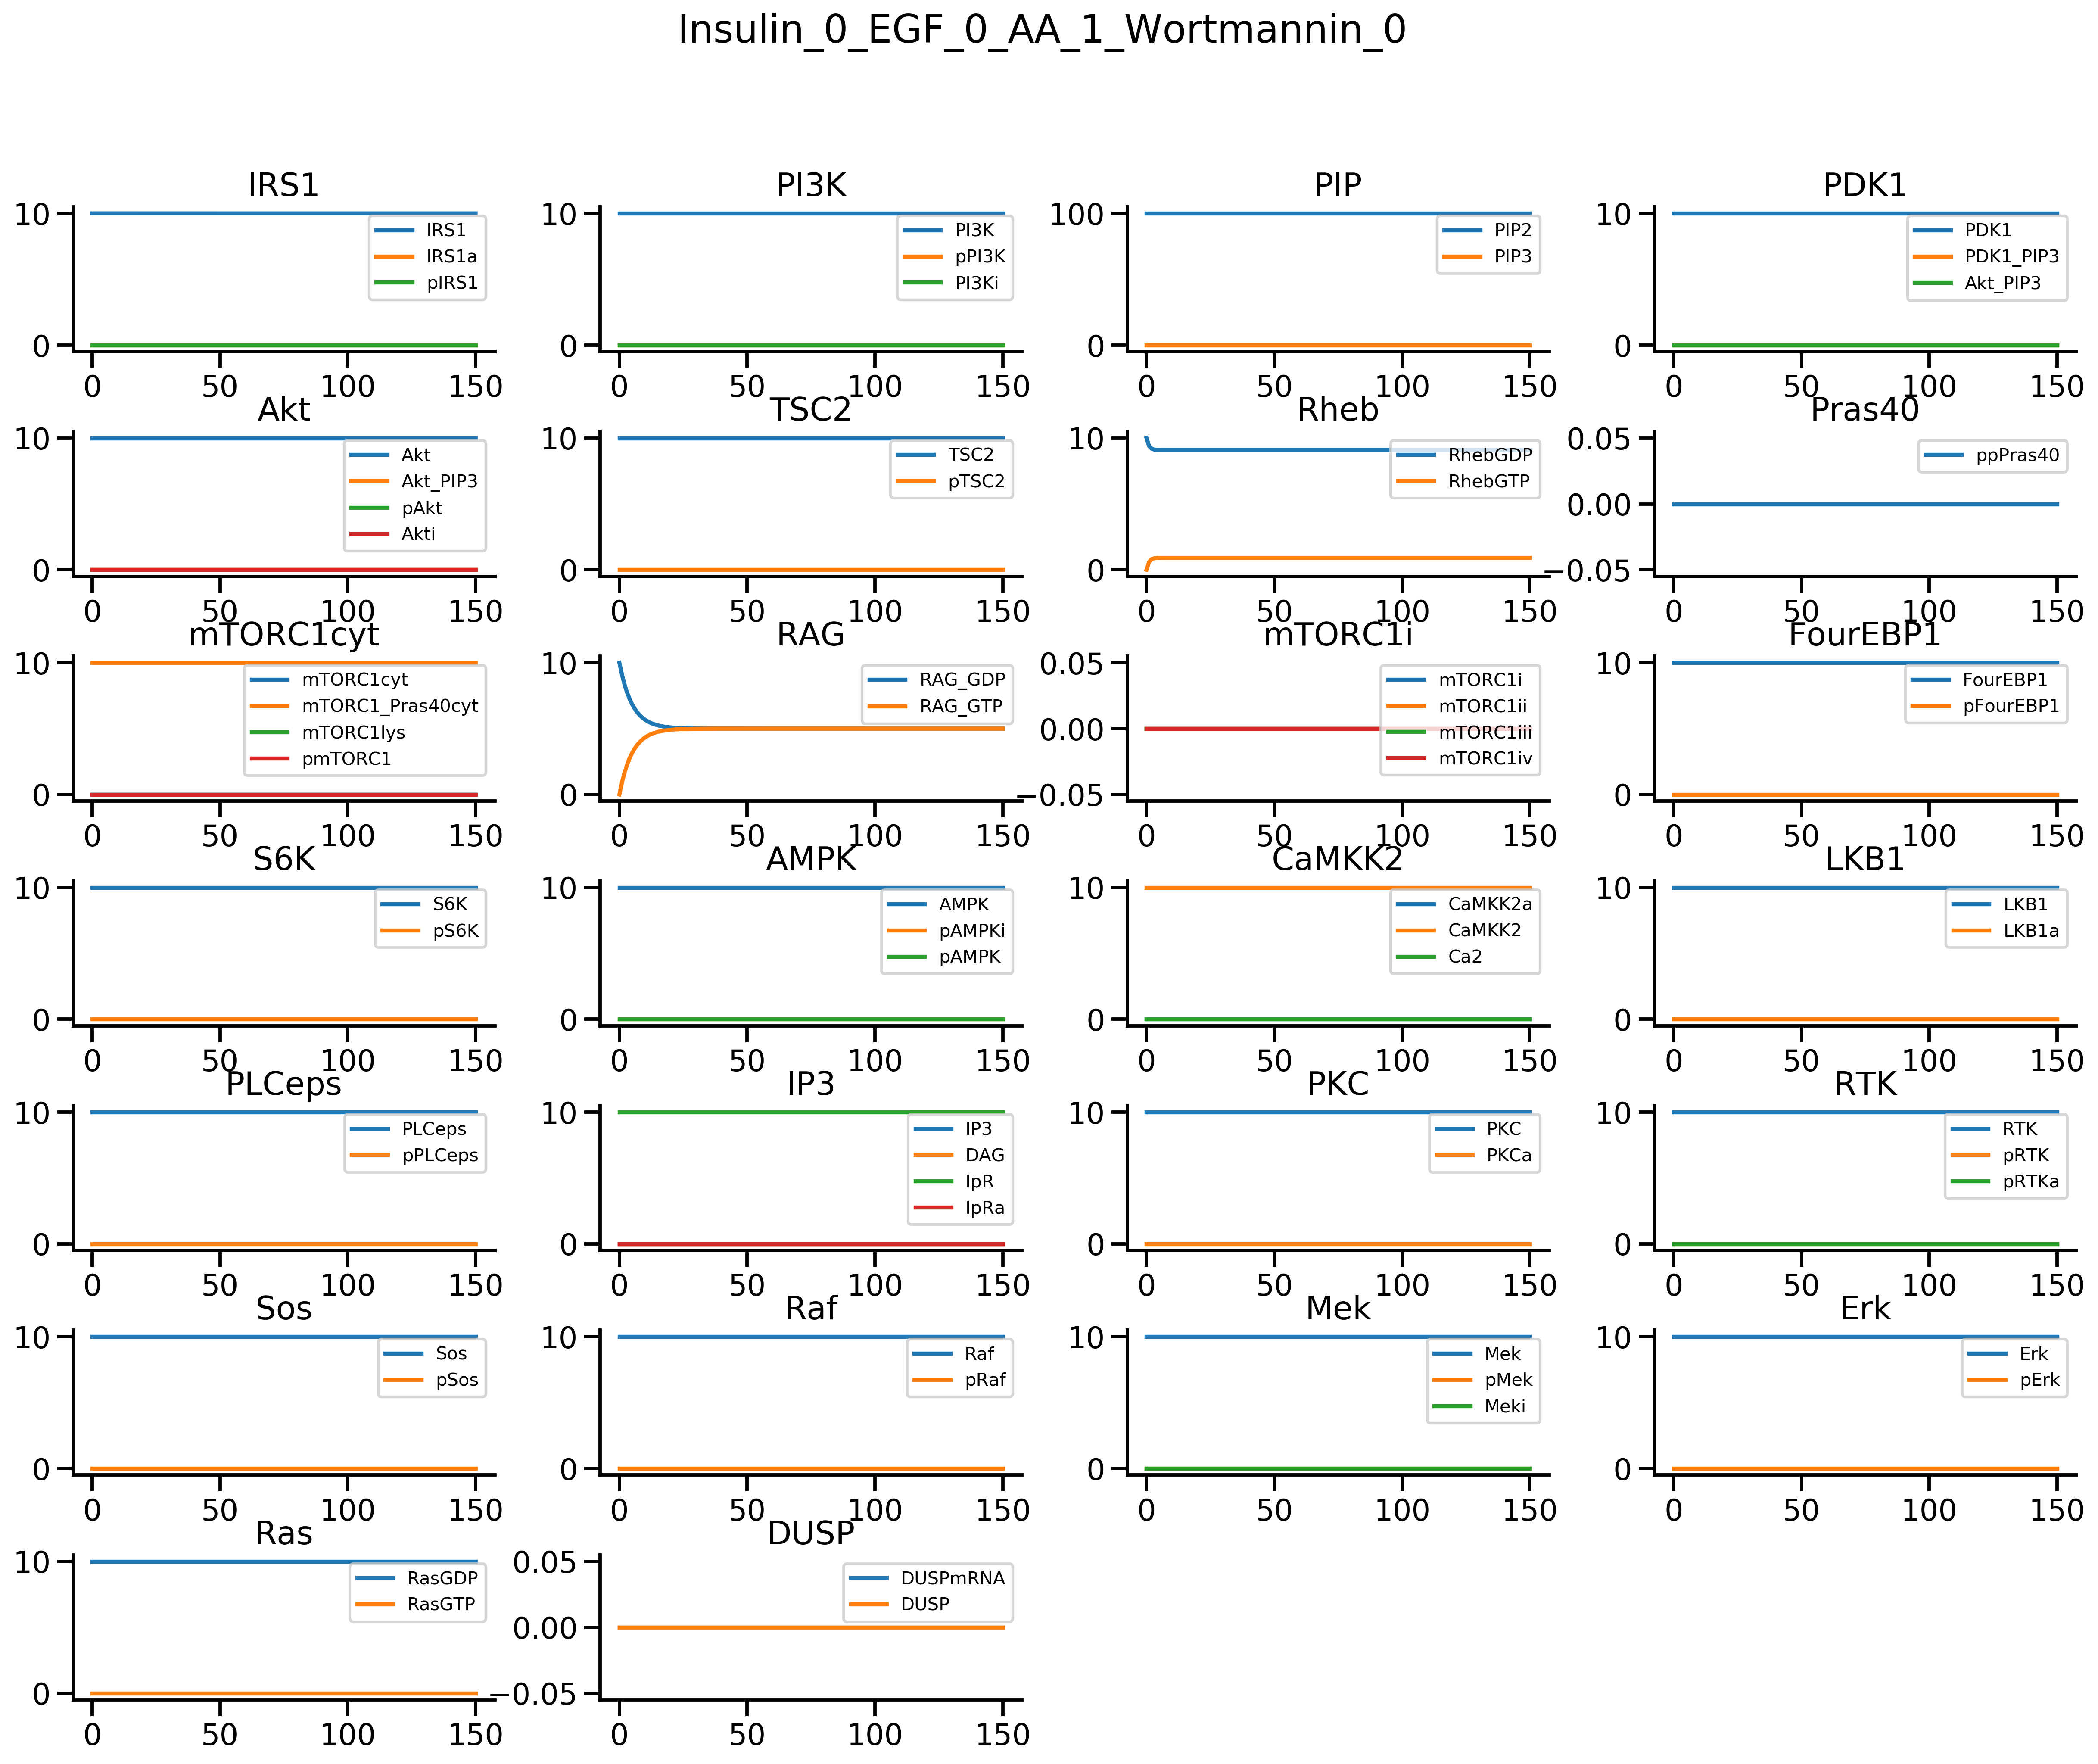 Insulin_0_EGF_0_AA_1_Wortmannin_0
IRS1
10
0
0 50 100 150
IRS1
IRS1a
pIRS1
PI3K
10
0
0 50 100 150
PI3K
pPI3K
PI3Ki
PIP
100
0
0 50 100 150
PIP2
PIP3
PDK1
10
0
0 50 100 150
PDK1
PDK1_PIP3
Akt_PIP3
Akt
10
0
0 50 100 150
Akt
Akt_PIP3
pAkt
Akti
TSC2
10
0
0 50 100 150
TSC2
pTSC2
Rheb
10
0
0 50 100 150
RhebGDP
RhebGTP
Pras40
0.05
0.00
−0.05
0 50 100 150
ppPras40
mTORC1cyt
10
0
0 50 100 150
mTORC1cyt
mTORC1_Pras40cyt
mTORC1lys
pmTORC1
RAG
10
0
0 50 100 150
RAG_GDP
RAG_GTP
mTORC1i
0.05
0.00
−0.05
0 50 100 150
mTORC1i
mTORC1ii
mTORC1iii
mTORC1iv
FourEBP1
10
0
0 50 100 150
FourEBP1
pFourEBP1
S6K
10
0
0 50 100 150
S6K
pS6K
AMPK
10
0
0 50 100 150
AMPK
pAMPKi
pAMPK
CaMKK2
10
0
0 50 100 150
CaMKK2a
CaMKK2
Ca2
LKB1
10
0
0 50 100 150
LKB1
LKB1a
PLCeps
10
0
0 50 100 150
PLCeps
pPLCeps
IP3
10
0
0 50 100 150
IP3
DAG
IpR
IpRa
PKC
10
0
0 50 100 150
PKC
PKCa
RTK
10
0
0 50 100 150
RTK
pRTK
pRTKa
Sos
10
0
0 50 100 150
Sos
pSos
Raf
10
0
0 50 100 150
Raf
pRaf
Mek
10
0
0 50 100 150
Mek
pMek
Meki
Erk
10
0
0 50 100 150
Erk
pErk
Ras
10
0
0 50 100 150
RasGDP
RasGTP
DUSP
0.05
0.00
−0.05
0 50 100 150
DUSPmRNA
DUSP